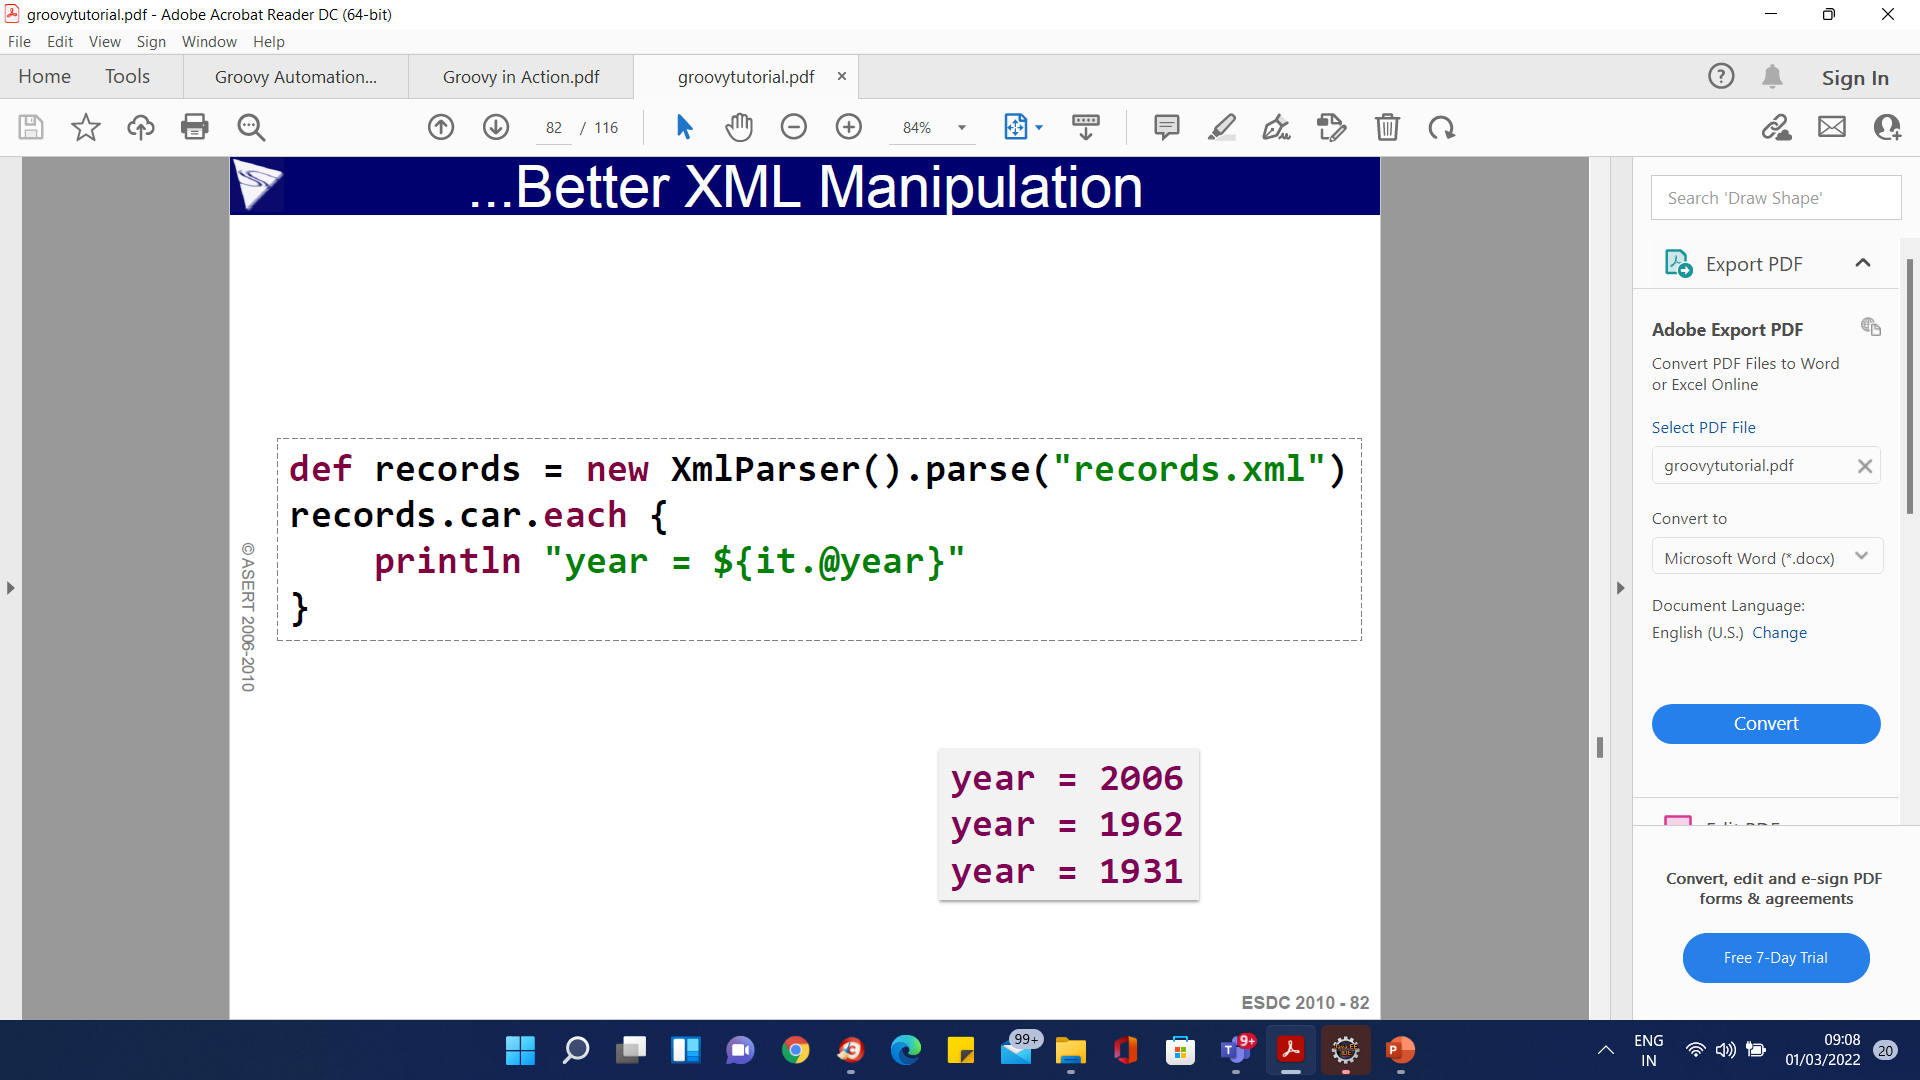 groovytutorial.pdf - Adobe Acrobat Reader DC (64-bit)
File Edit View Sign Window Help
Home Tools Groovy Automation... Groovy in Action.pdf groovytutorial.pdf Sign In
82 / 116 84%
...Better XML Manipulation
def records = new XmlParser().parse("records.xml")
records.car.each {
    println "year = ${it.@year}"
}
©ASERT 2006-2010
year = 2006
year = 1962
year = 1931
ESDC 2010 - 82
Search 'Draw Shape'
Export PDF
Adobe Export PDF
Convert PDF Files to Word
or Excel Online
Select PDF File
groovytutorial.pdf
Convert to
Microsoft Word (*.docx)
Document Language:
English (U.S.) Change
Convert
Convert, edit and e-sign PDF
forms & agreements
Free 7-Day Trial
99+
9+
ENG
IN
09:08
01/03/2022
20